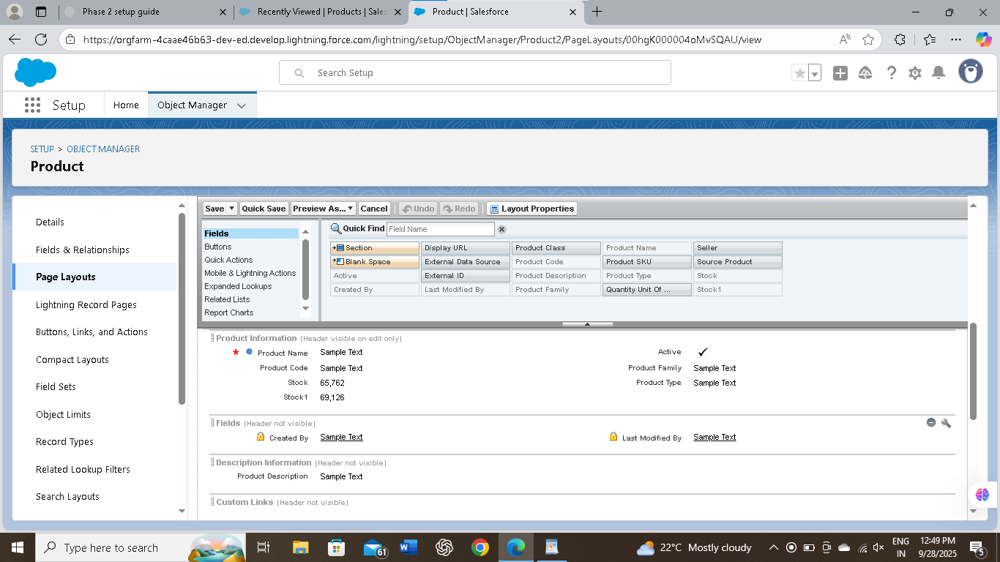 Phase 2 setup guide
Recently Viewed | Products | Sales
Product | Salesforce
https://orgfarm-4caae46b63-dev-ed.develop.lightning.force.com/lightning/setup/ObjectManager/Product2/PageLayouts/00hgK000004oMvSQAU/view
Search Setup
Setup
Home
Object Manager
SETUP > OBJECT MANAGER
Product
Details
Fields & Relationships
Page Layouts
Lightning Record Pages
Buttons, Links, and Actions
Compact Layouts
Field Sets
Object Limits
Record Types
Related Lookup Filters
Search Layouts
Save Quick Save Preview As... Cancel Undo Redo Layout Properties
Fields
Buttons
Quick Actions
Mobile & Lightning Actions
Expanded Lookups
Related Lists
Report Charts
Quick Find Field Name
Section Display URL Product Class Product Name Seller
Blank Space External Data Source Product Code Product SKU Source Product
Active External ID Product Description Product Type Stock
Created By Last Modified By Product Family Quantity Unit Of ... Stock1
Product Information (Header visible on edit only)
* Product Name Sample Text Active
Product Code Sample Text Product Family Sample Text
Stock 65,762 Product Type Sample Text
Stock1 69,126
Fields (Header not visible)
Created By Sample Text Last Modified By Sample Text
Description Information (Header not visible)
Product Description Sample Text
Custom Links (Header not visible)
Type here to search
61
22°C Mostly cloudy
ENG
IN
12:49 PM
9/28/2025
5